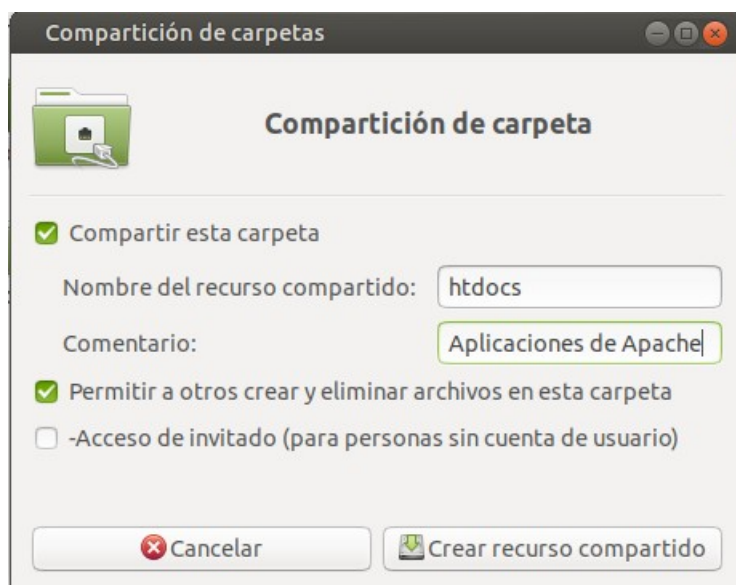 Compartición de carpetas
Compartición de carpeta
Compartir esta carpeta
Nombre del recurso compartido: htdocs
Comentario: Aplicaciones de Apache
Permitir a otros crear y eliminar archivos en esta carpeta
-Acceso de invitado (para personas sin cuenta de usuario)
Cancelar Crear recurso compartido